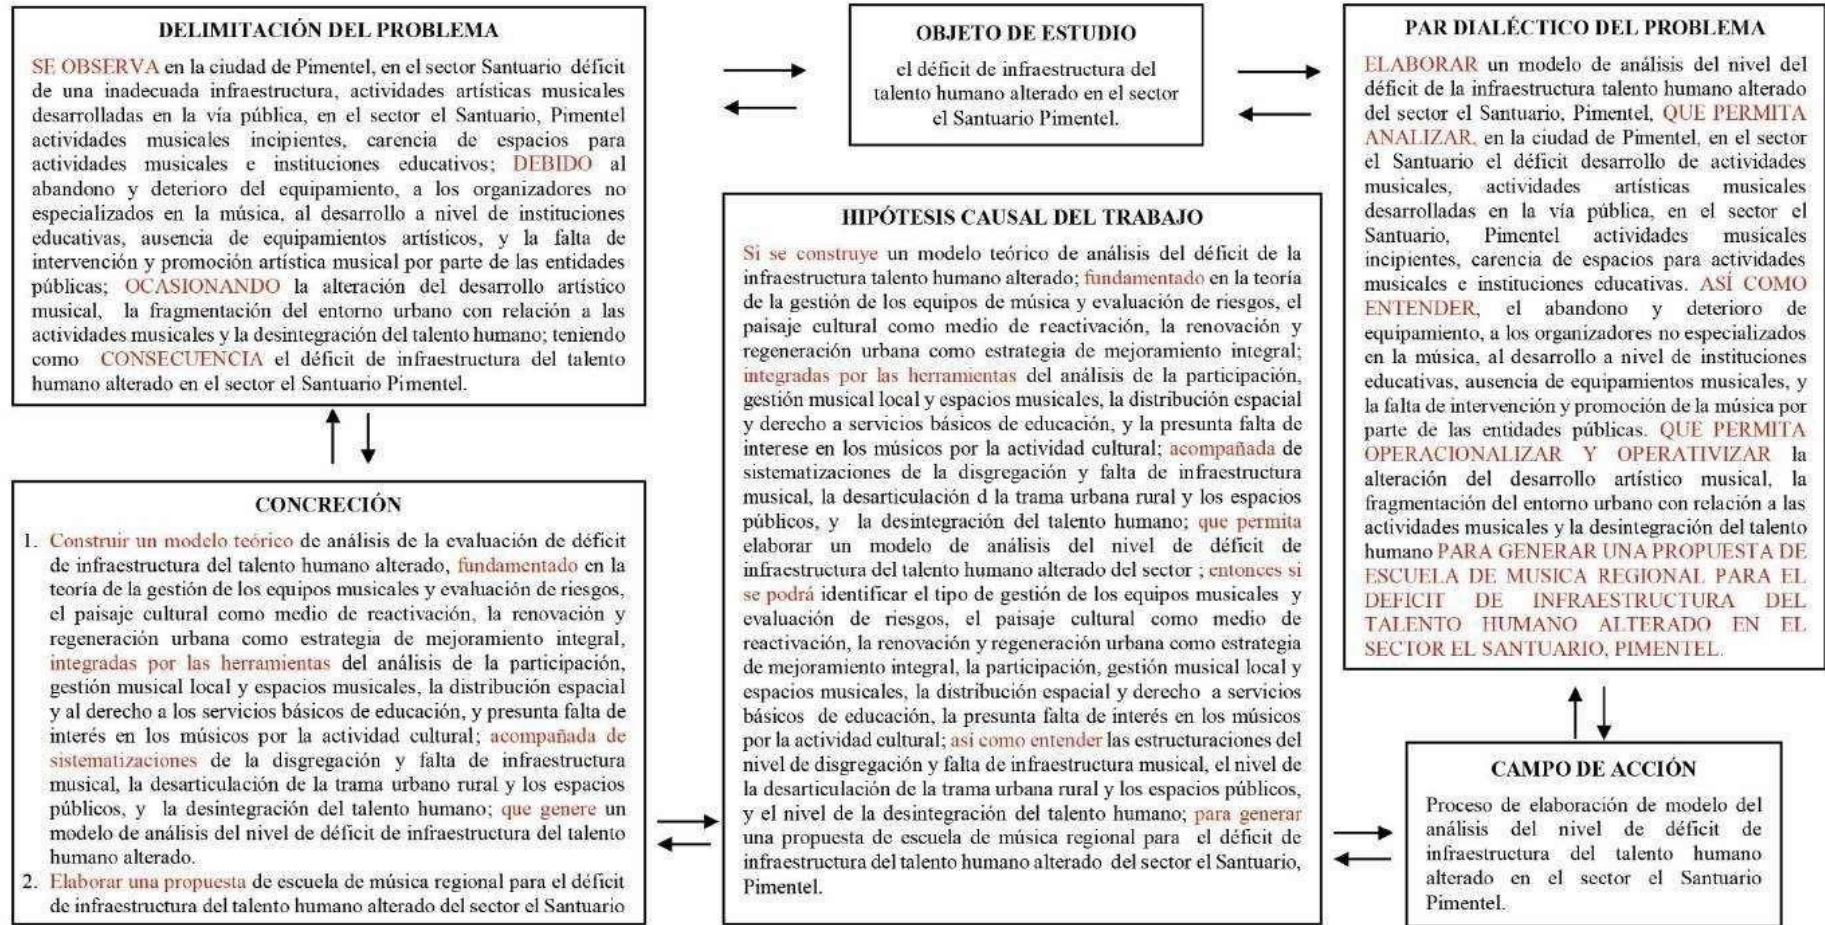 DELIMITACIÓN DEL PROBLEMA
SE OBSERVA en la ciudad de Pimentel, en el sector Santuario déficit
de una inadecuada infraestructura, actividades artísticas musicales
desarrolladas en la vía pública, en el sector el Santuario, Pimentel
actividades musicales incipientes, carencia de espacios para
actividades musicales e instituciones educativos; DEBIDO al
abandono y deterioro del equipamiento, a los organizadores no
especializados en la música, al desarrollo a nivel de instituciones
educativas, ausencia de equipamientos artísticos, y la falta de
intervención y promoción artística musical por parte de las entidades
públicas; OCASIONANDO la alteración del desarrollo artístico
musical, la fragmentación del entorno urbano con relación a las
actividades musicales y la desintegración del talento humano; teniendo
como CONSECUENCIA el déficit de infraestructura del talento
humano alterado en el sector el Santuario Pimentel.
OBJETO DE ESTUDIO
el déficit de infraestructura del
talento humano alterado en el sector
el Santuario Pimentel.
PAR DIALÉCTICO DEL PROBLEMA
ELABORAR un modelo de análisis del nivel del
déficit de la infraestructura talento humano alterado
del sector el Santuario, Pimentel, QUE PERMITA
ANALIZAR, en la ciudad de Pimentel, en el sector
el Santuario el déficit desarrollo de actividades
musicales, actividades artísticas musicales
desarrolladas en la vía pública, en el sector el
Santuario, Pimentel actividades musicales
incipientes, carencia de espacios para actividades
musicales e instituciones educativas. ASÍ COMO
ENTENDER, el abandono y deterioro de
equipamiento, a los organizadores no especializados
en la música, al desarrollo a nivel de instituciones
educativas, ausencia de equipamientos musicales, y
la falta de intervención y promoción de la música por
parte de las entidades públicas. QUE PERMITA
OPERACIONALIZAR Y OPERATIVIZAR la
alteración del desarrollo artístico musical, la
fragmentación del entorno urbano con relación a las
actividades musicales y la desintegración del talento
humano PARA GENERAR UNA PROPUESTA DE
ESCUELA DE MUSICA REGIONAL PARA EL
DEFICIT DE INFRAESTRUCTURA DEL
TALENTO HUMANO ALTERADO EN EL
SECTOR EL SANTUARIO, PIMENTEL.
HIPÓTESIS CAUSAL DEL TRABAJO
Si se construye un modelo teórico de análisis del déficit de la
infraestructura talento humano alterado; fundamentado en la teoría
de la gestión de los equipos de música y evaluación de riesgos, el
paisaje cultural como medio de reactivación, la renovación y
regeneración urbana como estrategia de mejoramiento integral;
integradas por las herramientas del análisis de la participación,
gestión musical local y espacios musicales, la distribución espacial
y derecho a servicios básicos de educación, y la presunta falta de
interese en los músicos por la actividad cultural; acompañada de
sistematizaciones de la disgregación y falta de infraestructura
musical, la desarticulación d la trama urbana rural y los espacios
públicos, y la desintegración del talento humano; que permita
elaborar un modelo de análisis del nivel de déficit de
infraestructura del talento humano alterado del sector ; entonces si
se podrá identificar el tipo de gestión de los equipos musicales y
evaluación de riesgos, el paisaje cultural como medio de
reactivación, la renovación y regeneración urbana como estrategia
de mejoramiento integral, la participación, gestión musical local y
espacios musicales, la distribución espacial y derecho a servicios
básicos de educación, la presunta falta de interés en los músicos
por la actividad cultural; asi como entender las estructuraciones del
nivel de disgregación y falta de infraestructura musical, el nivel de
la desarticulación de la trama urbana rural y los espacios públicos,
y el nivel de la desintegración del talento humano; para generar
una propuesta de escuela de música regional para el déficit de
infraestructura del talento humano alterado del sector el Santuario,
Pimentel.
CONCRECIÓN
1. Construir un modelo teórico de análisis de la evaluación de déficit
de infraestructura del talento humano alterado, fundamentado en la
teoría de la gestión de los equipos musicales y evaluación de riesgos,
el paisaje cultural como medio de reactivación, la renovación y
regeneración urbana como estrategia de mejoramiento integral,
integradas por las herramientas del análisis de la participación,
gestión musical local y espacios musicales, la distribución espacial
y al derecho a los servicios básicos de educación, y presunta falta de
interés en los músicos por la actividad cultural; acompañada de
sistematizaciones de la disgregación y falta de infraestructura
musical, la desarticulación de la trama urbano rural y los espacios
públicos, y la desintegración del talento humano; que genere un
modelo de análisis del nivel de déficit de infraestructura del talento
humano alterado.
2. Elaborar una propuesta de escuela de música regional para el déficit
de infraestructura del talento humano alterado del sector el Santuario
CAMPO DE ACCIÓN
Proceso de elaboración de modelo del
análisis del nivel de déficit de
infraestructura del talento humano
alterado en el sector el Santuario
Pimentel.